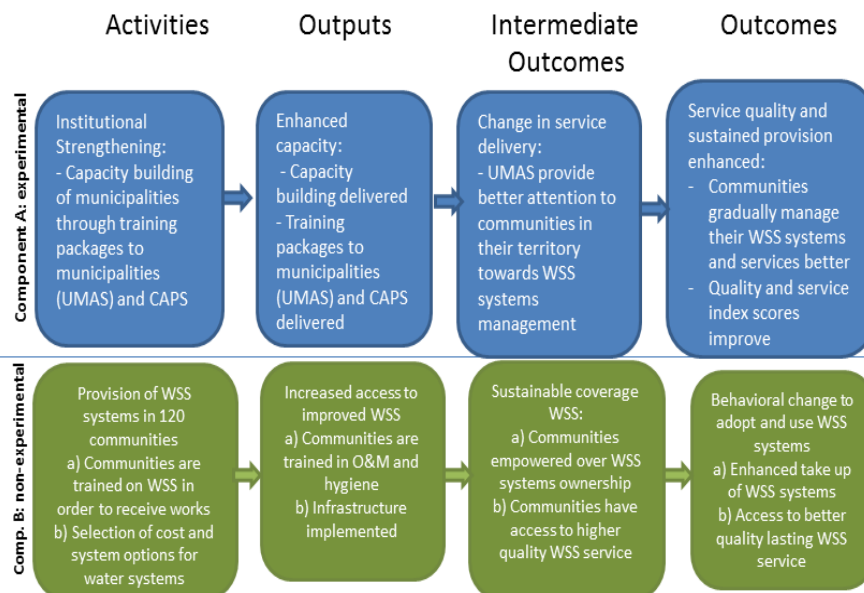 Activities
Outputs
Intermediate
Outcomes
Outcomes
Component A: experimental
Institutional
Strengthening:
- Capacity building
of municipalities
through training
packages to
municipalities
(UMAS) and CAPS
Enhanced
capacity:
- Capacity
building delivered
- Training
packages to
municipalities
(UMAS) and CAPS
delivered
Change in service
delivery:
- UMAS provide
better attention to
communities in
their territory
towards WSS
systems
management
Service quality and
sustained provision
enhanced:
- Communities
gradually manage
their WSS systems
and services better
- Quality and service
index scores
improve
Comp. B: non-experimental
Provision of WSS
systems in 120
communities
a) Communities are
trained on WSS in
order to receive works
b) Selection of cost and
system options for
water systems
Increased access to
improved WSS
a) Communities are
trained in O&M and
hygiene
b) Infrastructure
implemented
Sustainable coverage
WSS:
a) Communities
empowered over WSS
systems ownership
b) Communities have
access to higher
quality WSS service
Behavioral change to
adopt and use WSS
systems
a) Enhanced take up
of WSS systems
b) Access to better
quality lasting WSS
service